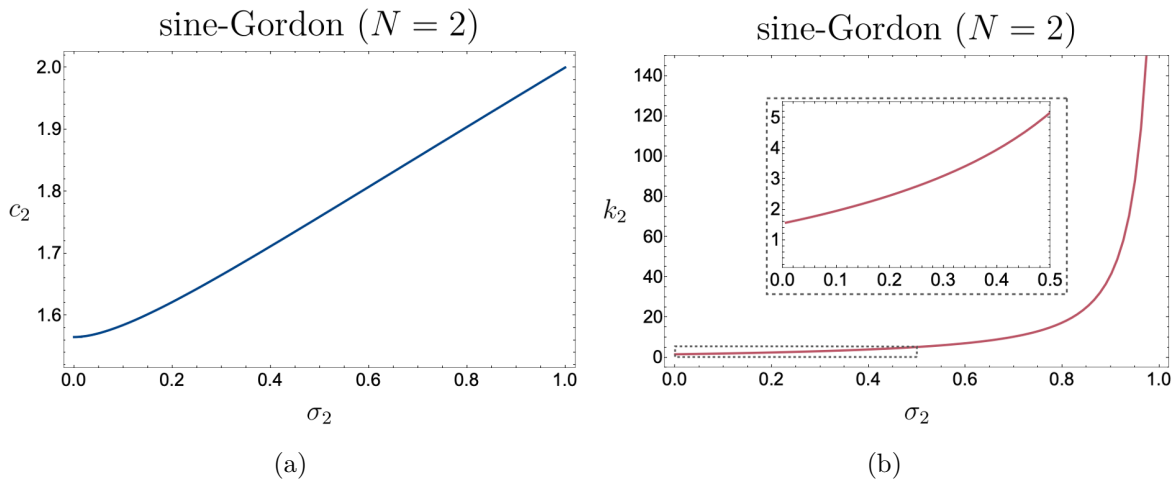 sine-Gordon (N = 2)
2.0
1.9
1.8
c₂
1.7
1.6
0.0 0.2 0.4 0.6 0.8 1.0
σ₂
(a)
sine-Gordon (N = 2)
140
120
100
80
k₂
60
40
20
0
5
4
3
2
1
0.0 0.1 0.2 0.3 0.4 0.5
0.0 0.2 0.4 0.6 0.8 1.0
σ₂
(b)